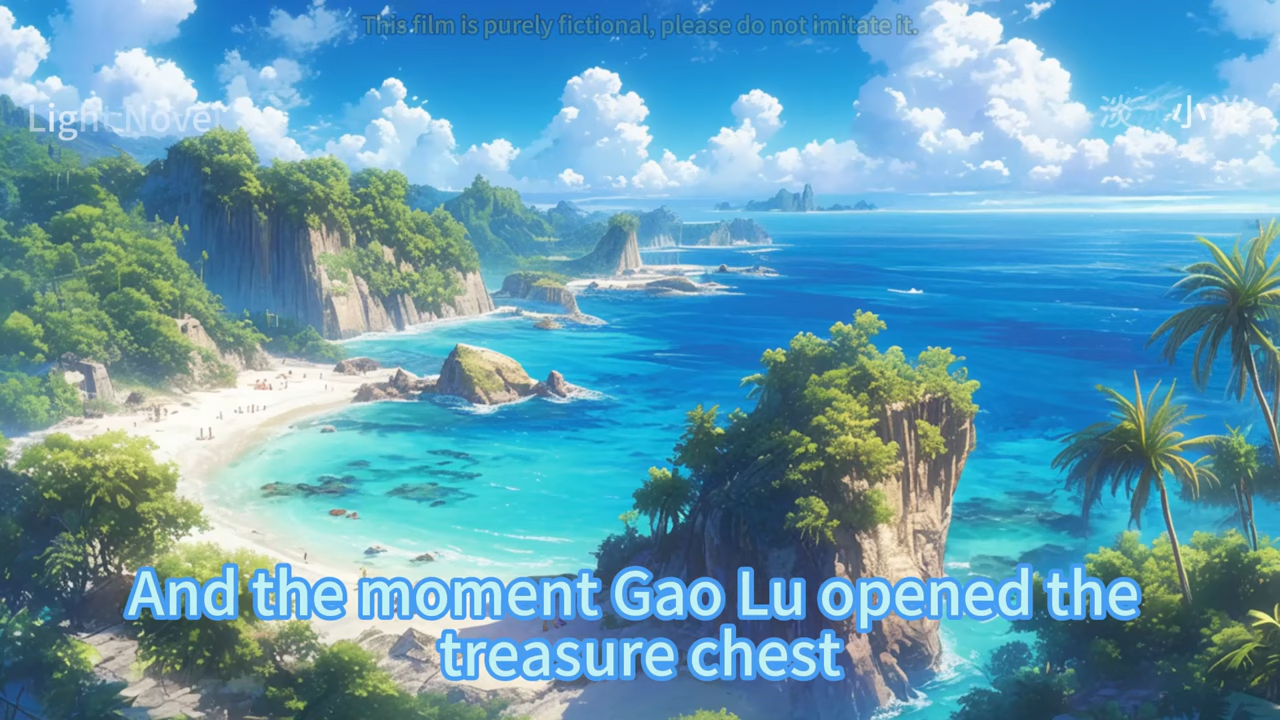 This film is purely fictional, please do not imitate it.
Light Novel
小
And the moment Gao Lu opened the
treasure chest